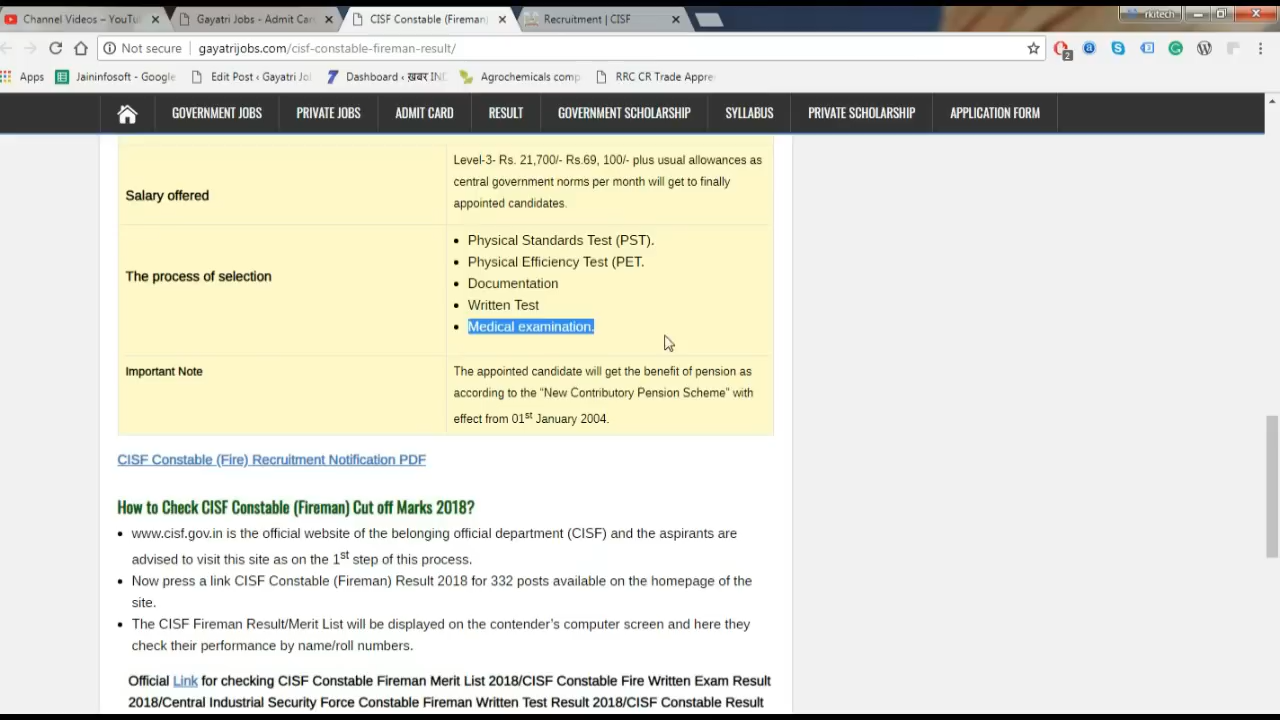 Channel Videos – YouTu
Gayatri Jobs - Admit Car
CISF Constable (Fireman)
Recruitment | CISF
rkitech
Not secure
gayatrijobs.com/cisf-constable-fireman-result/
2
Apps
Jaininfosoft - Google
Edit Post ‹ Gayatri Jo
Dashboard ‹ ख़बर IND
Agrochemicals comp
RRC CR Trade Appre
GOVERNMENT JOBS
PRIVATE JOBS
ADMIT CARD
RESULT
GOVERNMENT SCHOLARSHIP
SYLLABUS
PRIVATE SCHOLARSHIP
APPLICATION FORM
Salary offered
Level-3- Rs. 21,700/- Rs.69, 100/- plus usual allowances as
central government norms per month will get to finally
appointed candidates.
The process of selection
• Physical Standards Test (PST).
• Physical Efficiency Test (PET.
• Documentation
• Written Test
• Medical examination.
Important Note
The appointed candidate will get the benefit of pension as
according to the “New Contributory Pension Scheme” with
effect from 01st January 2004.
CISF Constable (Fire) Recruitment Notification PDF
How to Check CISF Constable (Fireman) Cut off Marks 2018?
• www.cisf.gov.in is the official website of the belonging official department (CISF) and the aspirants are
advised to visit this site as on the 1st step of this process.
• Now press a link CISF Constable (Fireman) Result 2018 for 332 posts available on the homepage of the
site.
• The CISF Fireman Result/Merit List will be displayed on the contender’s computer screen and here they
check their performance by name/roll numbers.
Official Link for checking CISF Constable Fireman Merit List 2018/CISF Constable Fire Written Exam Result
2018/Central Industrial Security Force Constable Fireman Written Test Result 2018/CISF Constable Result